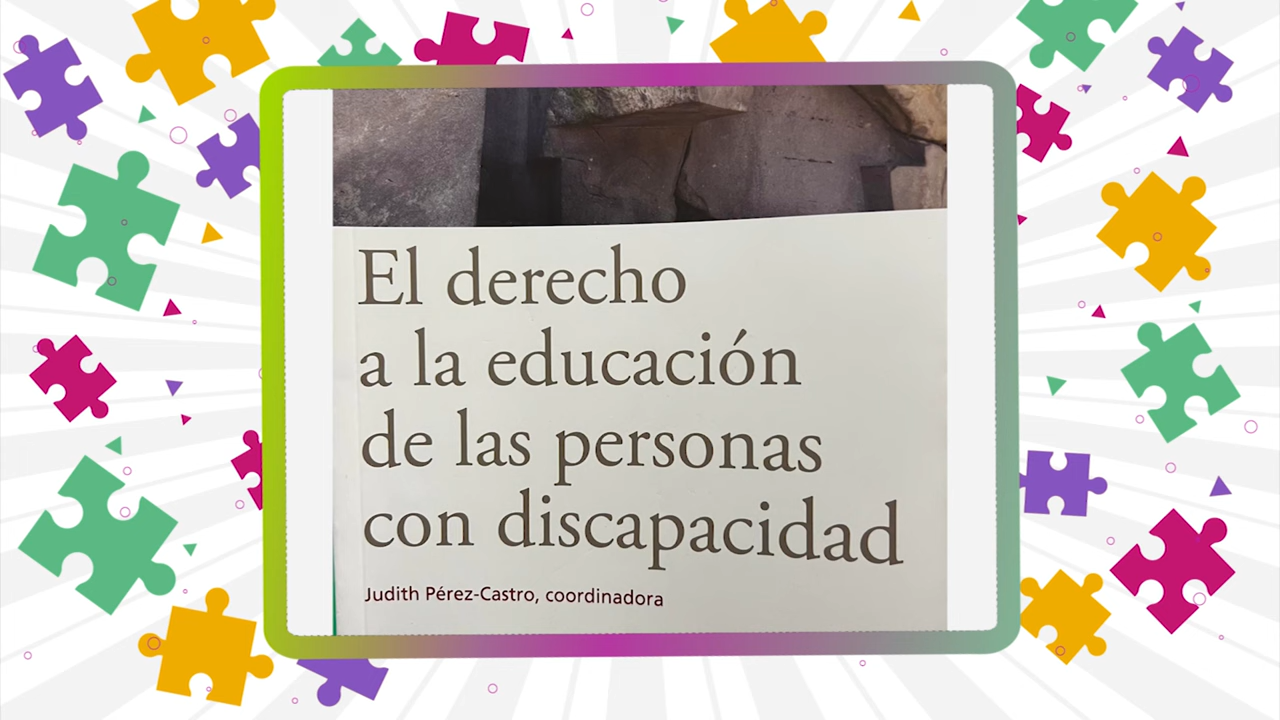 El derecho
a la educación
de las personas
con discapacidad
Judith Pérez-Castro, coordinadora